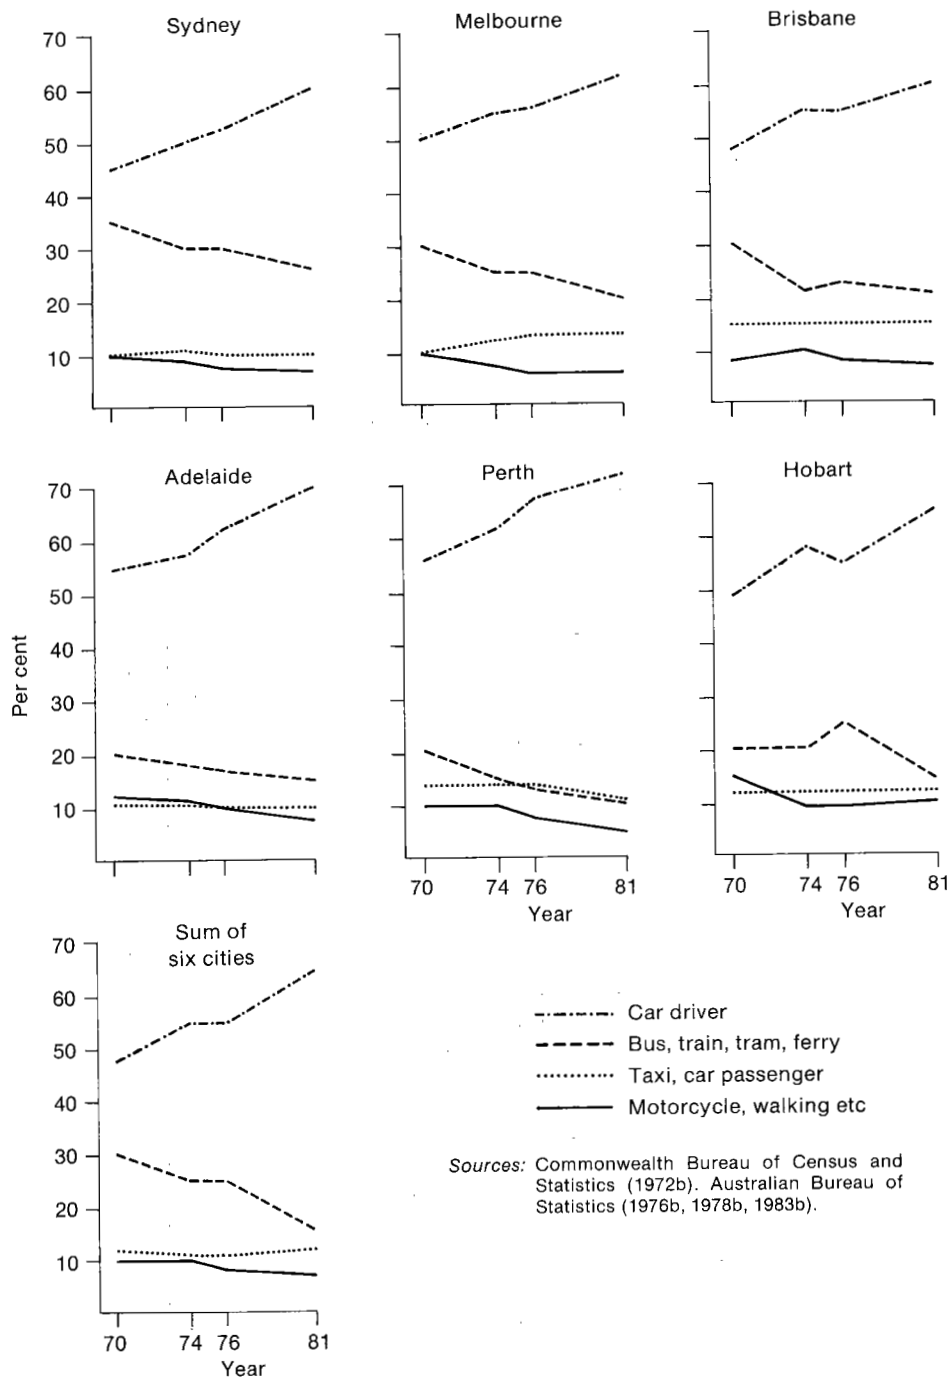 Sydney
Melbourne
Brisbane
70
60
50
40
30
20
10
Adelaide
Perth
Hobart
70
60
50
40
30
20
10
Per cent
70 74 76 81
Year
70 74 76 81
Year
Sum of
six cities
70
60
50
40
30
20
10
70 74 76 81
Year
Car driver
Bus, train, tram, ferry
Taxi, car passenger
Motorcycle, walking etc
Sources: Commonwealth Bureau of Census and
Statistics (1972b). Australian Bureau of
Statistics (1976b, 1978b, 1983b).